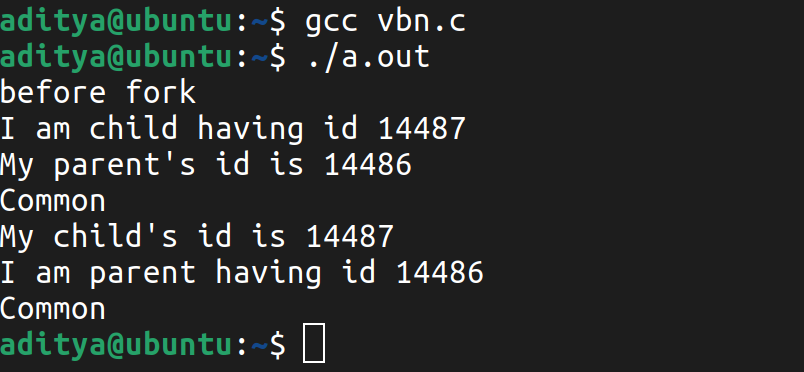 aditya@ubuntu:~$ gcc vbn.c
aditya@ubuntu:~$ ./a.out
before fork
I am child having id 14487
My parent's id is 14486
Common
My child's id is 14487
I am parent having id 14486
Common
aditya@ubuntu:~$